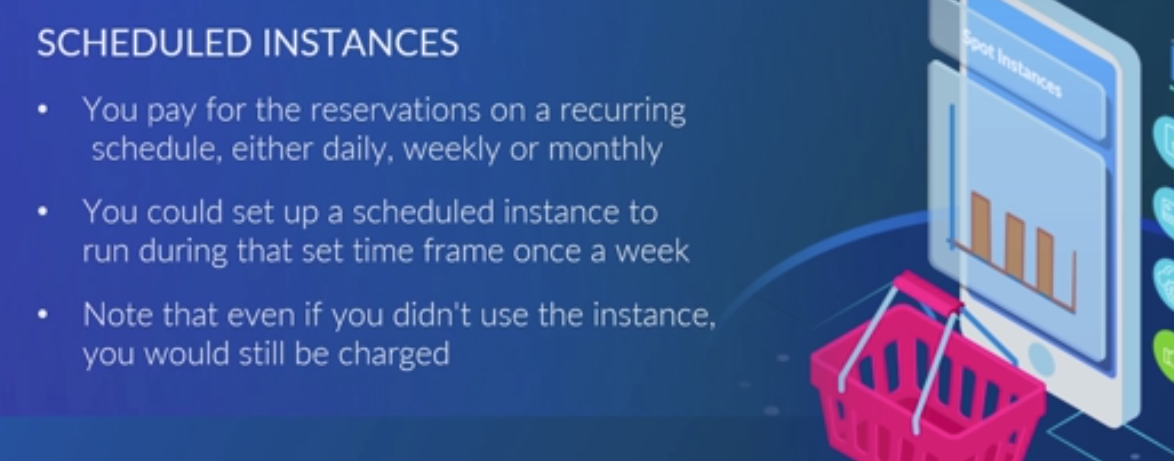 SCHEDULED INSTANCES
• You pay for the reservations on a recurring
schedule, either daily, weekly or monthly
• You could set up a scheduled instance to
run during that set time frame once a week
• Note that even if you didn't use the instance,
you would still be charged
Spot Instances